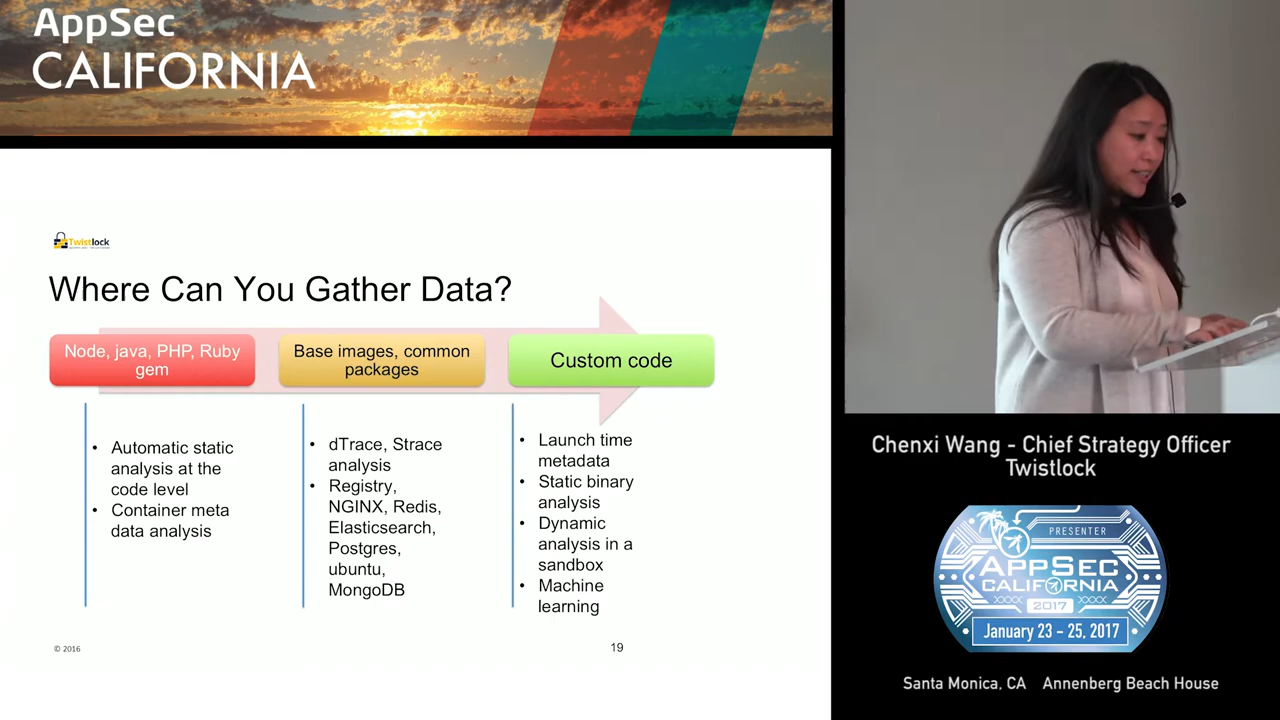 AppSec
CALIFORNIA
Twistlock
Where Can You Gather Data?
Node, java, PHP, Ruby
gem
Base images, common
packages
Custom code
• Automatic static
analysis at the
code level
• Container meta
data analysis
• dTrace, Strace
analysis
• Registry,
NGINX, Redis,
Elasticsearch,
Postgres,
ubuntu,
MongoDB
• Launch time
metadata
• Static binary
analysis
• Dynamic
analysis in a
sandbox
• Machine
learning
© 2016
19
Chenxi Wang - Chief Strategy Officer
Twistlock
PRESENTER
APPSEC
CALIFORNIA
2017
January 23 - 25, 2017
Santa Monica, CA Annenberg Beach House